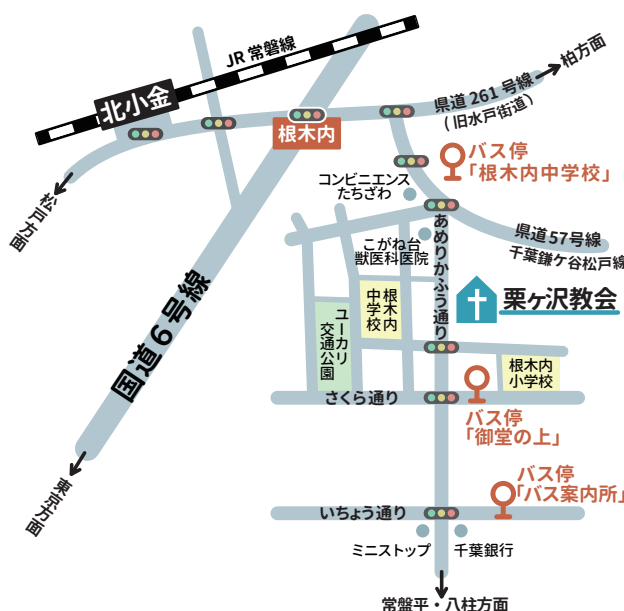 JR 常磐線
柏方面
北小金
県道 261 号線
( 旧水戸街道)
根木内
バス停
「根木内中学校」
松戸方面
コンビニエンス
たちざわ
県道 57号線
千葉鎌ケ谷松戸線
あめりかふう通り
こがね台
獣医科医院
国道 6 号線
根木内
中学校
栗ヶ沢教会
ユーカリ
交通公園
根木内
小学校
さくら通り
バス停
「御堂の上」
バス停
「バス案内所」
東京方面
いちょう通り
ミニストップ
千葉銀行
常盤平・八柱方面